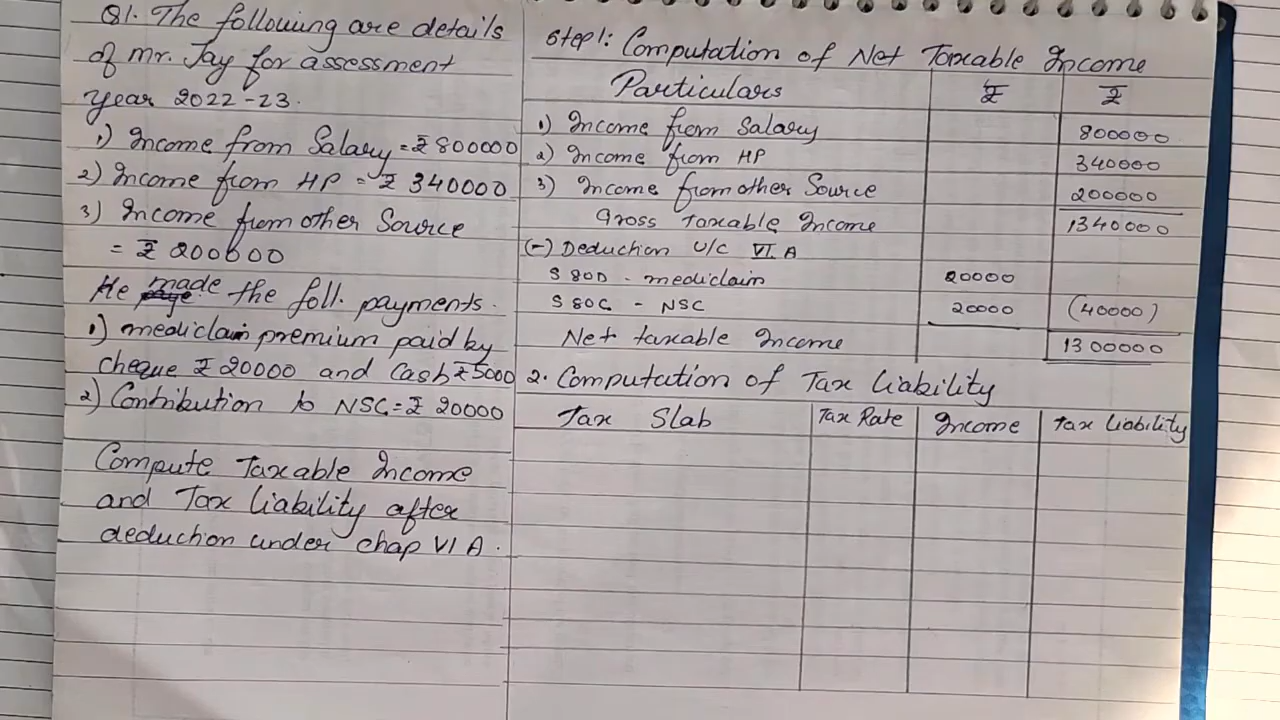 Q1. The following are details
of Mr. Jay for assessment
year 2022-23.
1) Income from Salary = ₹ 800000
2) Income from HP = ₹ 340000
3) Income from other Source
= ₹ 200000
He made the foll. payments.
1) mediclaim premium paid by
cheque ₹ 20000 and Cash ₹ 5000
2) Contribution to NSC = ₹ 20000
Compute Taxable Income
and Tax liability after
deduction under chap VI A.
Step 1: Computation of Net Taxable Income
Particulars ₹ ₹
1) Income from Salary 800000
2) Income from HP 340000
3) Income from other Source 200000
Gross Taxable Income 1340000
(-) Deduction U/C VI.A
S 80D - mediclaim 20000
S 80C - NSC 20000 (40000)
Net taxable Income 1300000
2. Computation of Tax liability
Tax Slab Tax Rate Income Tax liability